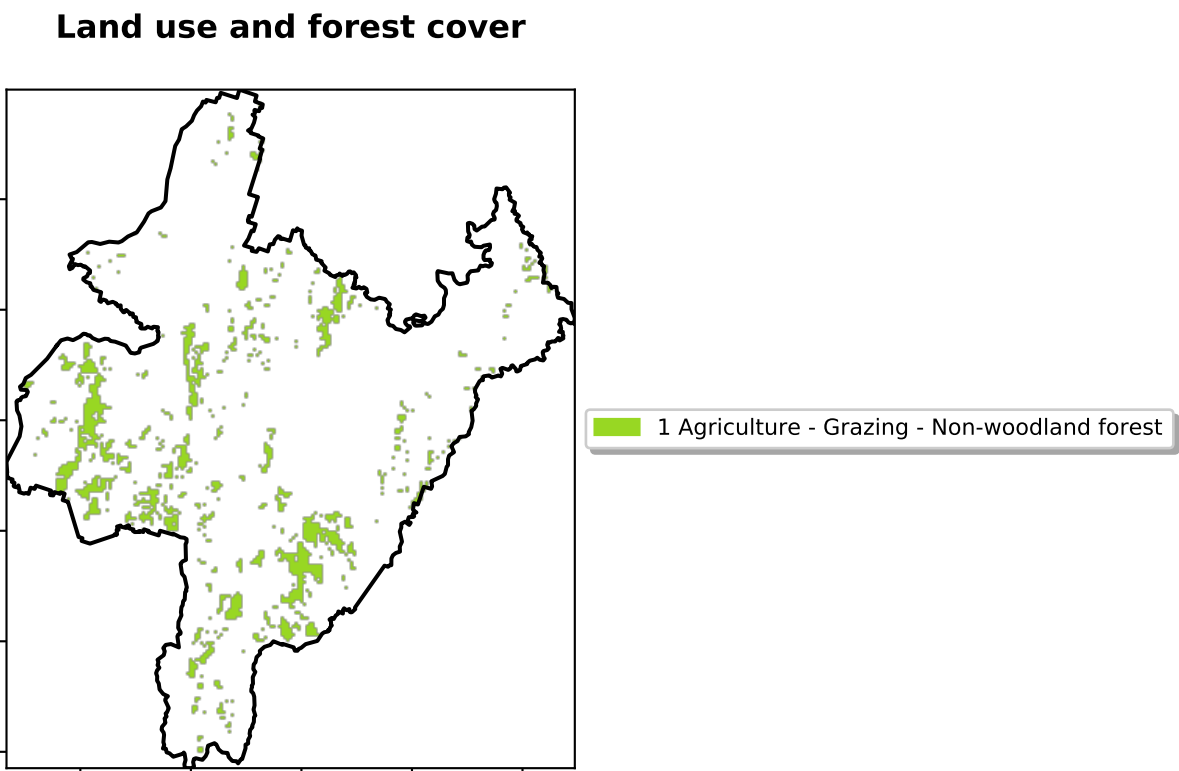 Land use and forest cover
1 Agriculture - Grazing - Non-woodland forest